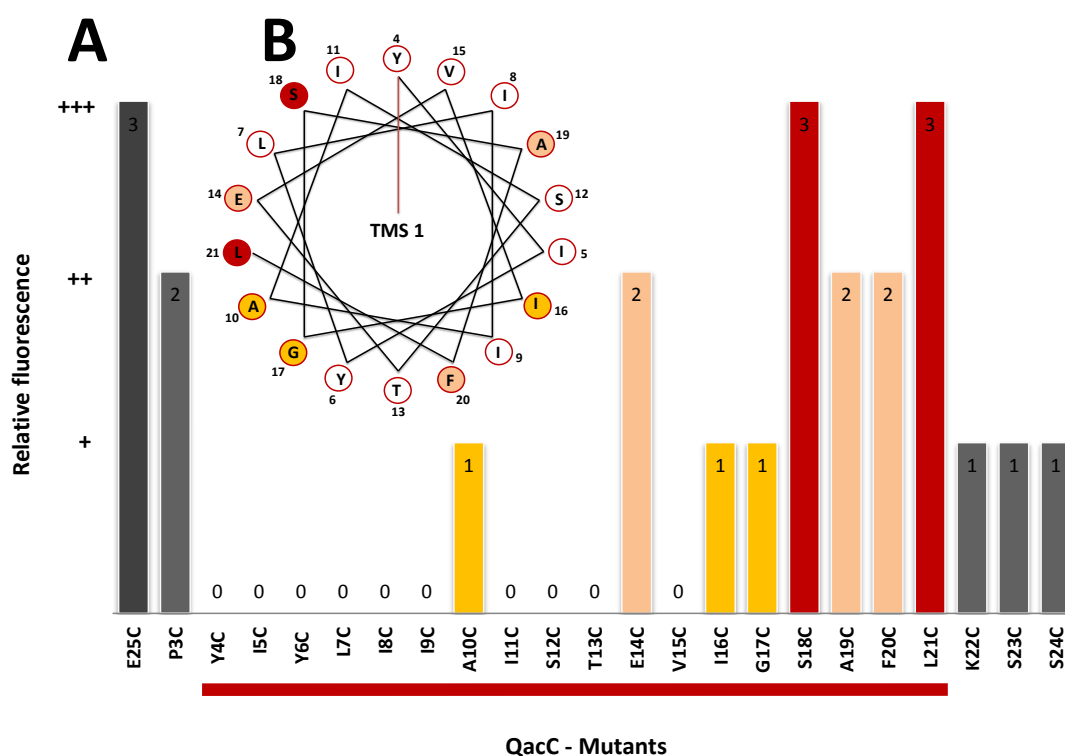 A
B
Relative fluorescence
+++
++
+
4
Y
15
V
8
I
19
A
12
S
5
I
16
I
9
I
20
F
13
T
6
Y
17
G
10
A
21
L
14
E
7
L
18
S
11
I
TMS 1
3
2
0
0
0
0
0
0
1
0
0
0
2
0
1
1
3
2
2
3
1
1
1
E25C
P3C
Y4C
I5C
Y6C
L7C
I8C
I9C
A10C
I11C
S12C
T13C
E14C
V15C
I16C
G17C
S18C
A19C
F20C
L21C
K22C
S23C
S24C
QacC - Mutants